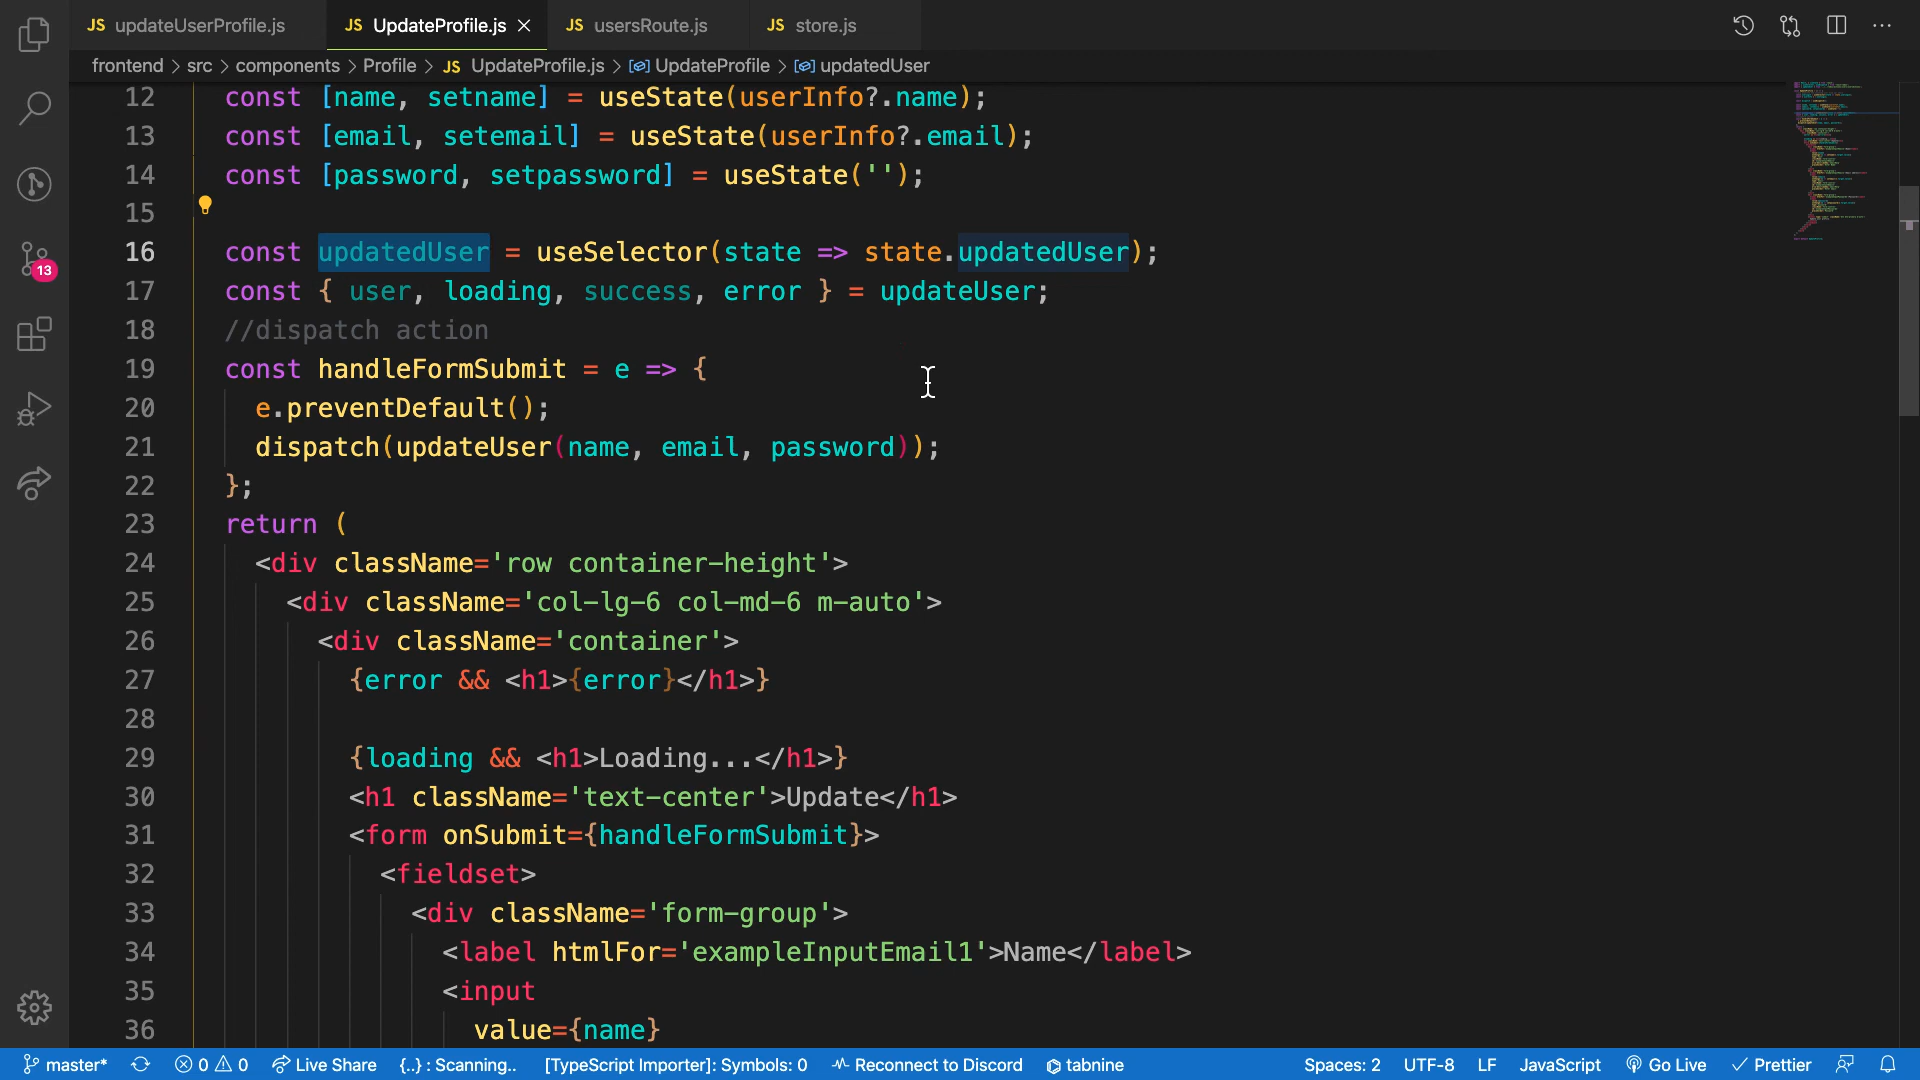 JS updateUserProfile.js JS UpdateProfile.js JS usersRoute.js JS store.js
frontend > src > components > Profile > JS UpdateProfile.js > UpdateProfile > updatedUser
12 const [name, setname] = useState(userInfo?.name);
13 const [email, setemail] = useState(userInfo?.email);
14 const [password, setpassword] = useState('');
15
16 const updatedUser = useSelector(state => state.updatedUser);
17 const { user, loading, success, error } = updateUser;
18 //dispatch action
19 const handleFormSubmit = e => {
20 e.preventDefault();
21 dispatch(updateUser(name, email, password));
22 };
23 return (
24 <div className='row container-height'>
25 <div className='col-lg-6 col-md-6 m-auto'>
26 <div className='container'>
27 {error && <h1>{error}</h1>}
28
29 {loading && <h1>Loading...</h1>}
30 <h1 className='text-center'>Update</h1>
31 <form onSubmit={handleFormSubmit}>
32 <fieldset>
33 <div className='form-group'>
34 <label htmlFor='exampleInputEmail1'>Name</label>
35 <input
36 value={name}
13
master* 0 0 Live Share {..} : Scanning.. [TypeScript Importer]: Symbols: 0 Reconnect to Discord tabnine Spaces: 2 UTF-8 LF JavaScript Go Live Prettier